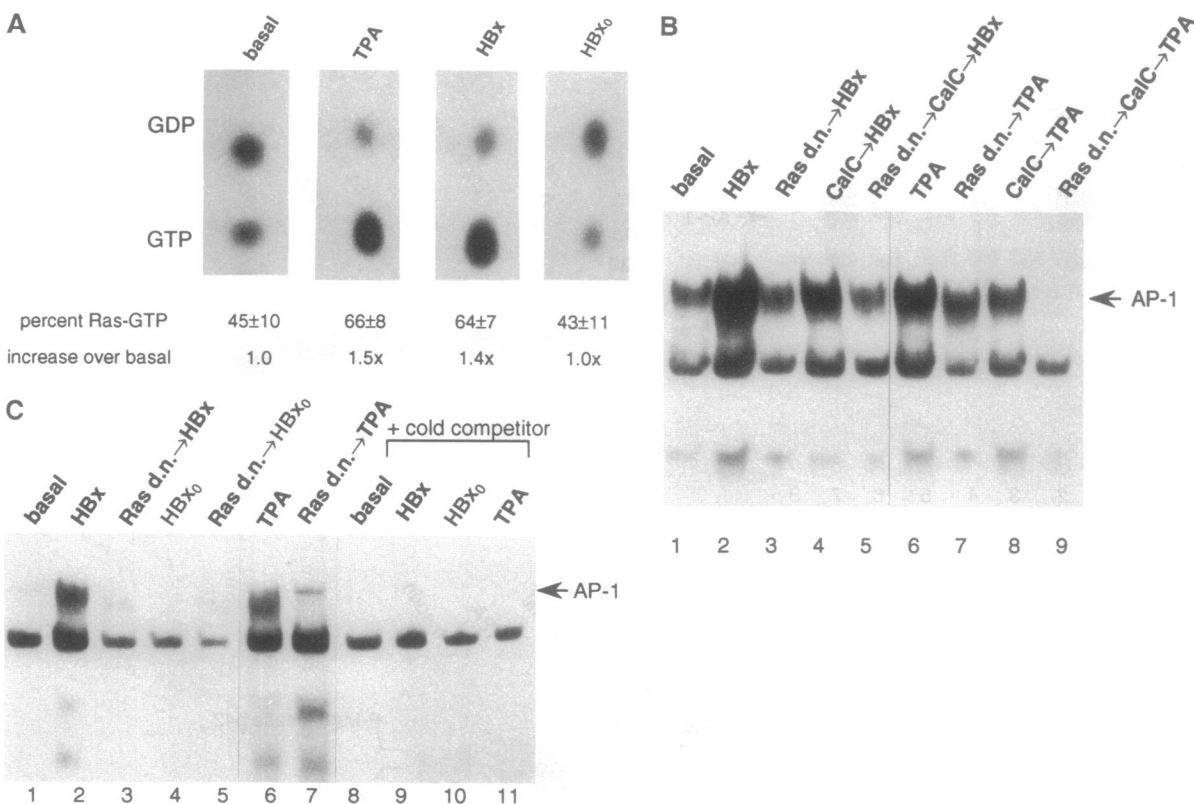 A
basal
TPA
HBx
HBx₀
GDP
GTP
percent Ras-GTP 45±10 66±8 64±7 43±11
increase over basal 1.0 1.5x 1.4x 1.0x
B
basal
HBx
Ras d.n.→HBx
CalC→HBx
Ras d.n.→CalC→HBx
TPA
Ras d.n.→TPA
CalC→TPA
Ras d.n.→CalC→TPA
AP-1
1 2 3 4 5 6 7 8 9
C
+ cold competitor
basal
HBx
Ras d.n.→HBx
HBx₀
Ras d.n.→HBx₀
TPA
Ras d.n.→TPA
basal
HBx
HBx₀
TPA
AP-1
1 2 3 4 5 6 7 8 9 10 11